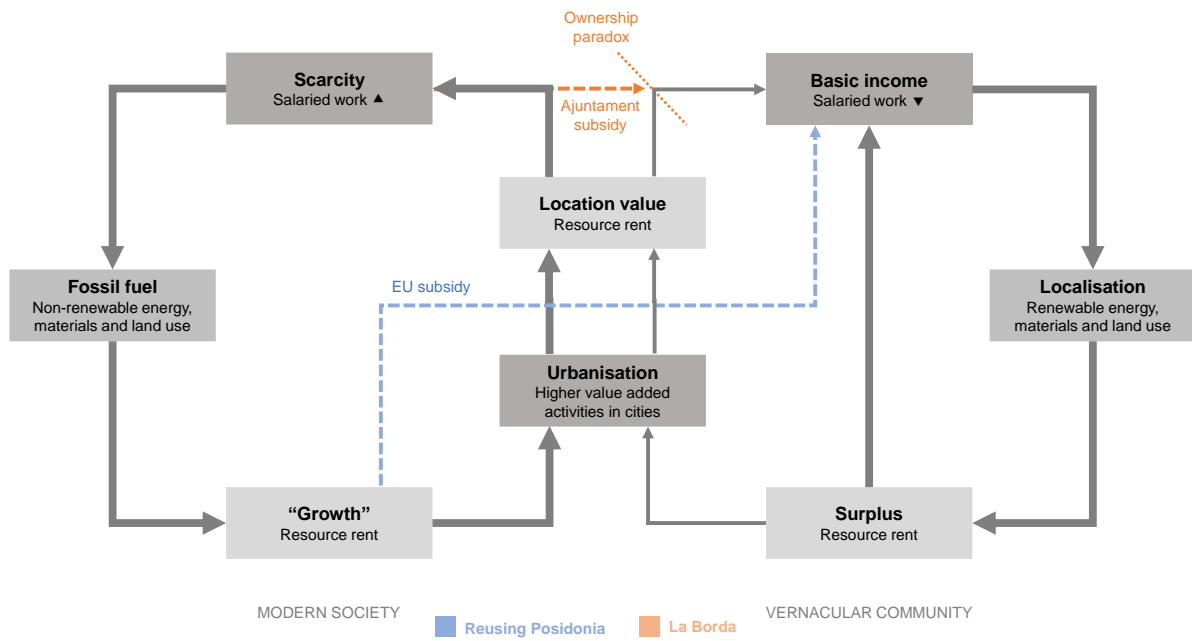 Ownership
paradox
Scarcity
Salaried work ▲
Basic income
Salaried work ▼
Ajuntament
subsidy
Location value
Resource rent
Fossil fuel
Non-renewable energy,
materials and land use
EU subsidy
Localisation
Renewable energy,
materials and land use
Urbanisation
Higher value added
activities in cities
“Growth”
Resource rent
Surplus
Resource rent
MODERN SOCIETY
VERNACULAR COMMUNITY
Reusing Posidonia
La Borda